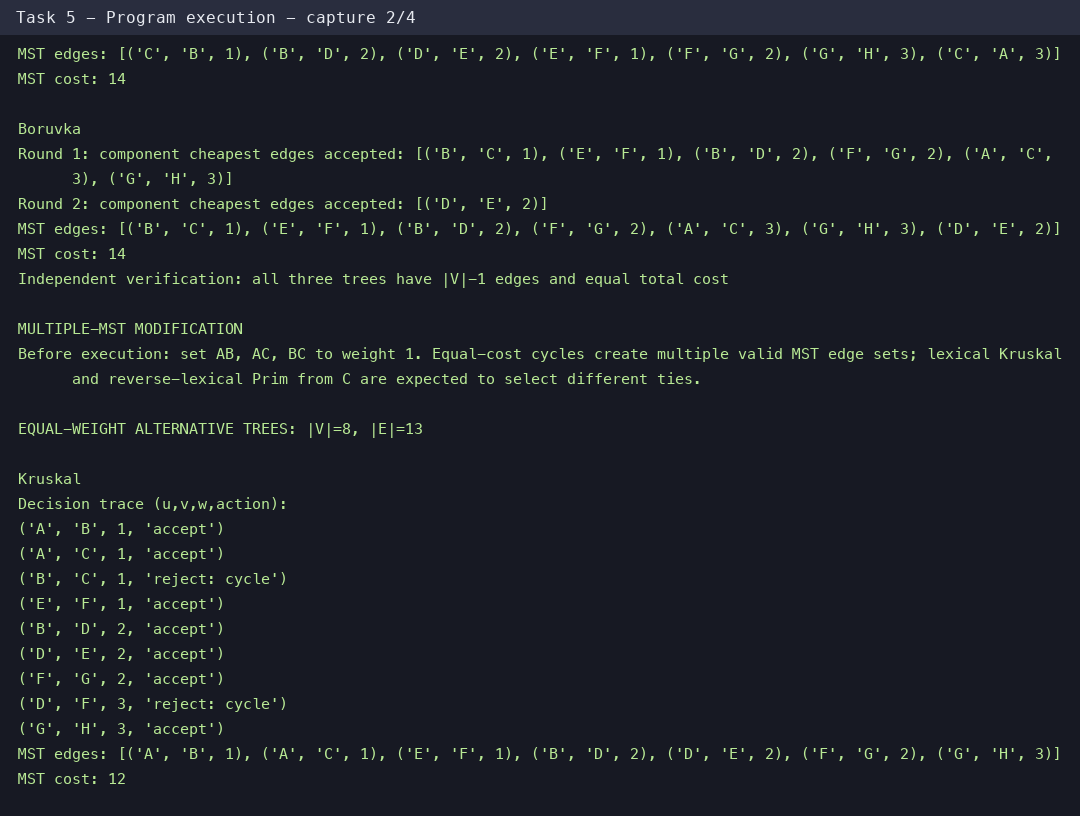 Task 5 — Program execution — capture 2/4
MST edges: [('C', 'B', 1), ('B', 'D', 2), ('D', 'E', 2), ('E', 'F', 1), ('F', 'G', 2), ('G', 'H', 3), ('C', 'A', 3)]
MST cost: 14
Boruvka
Round 1: component cheapest edges accepted: [('B', 'C', 1), ('E', 'F', 1), ('B', 'D', 2), ('F', 'G', 2), ('A', 'C',
3), ('G', 'H', 3)]
Round 2: component cheapest edges accepted: [('D', 'E', 2)]
MST edges: [('B', 'C', 1), ('E', 'F', 1), ('B', 'D', 2), ('F', 'G', 2), ('A', 'C', 3), ('G', 'H', 3), ('D', 'E', 2)]
MST cost: 14
Independent verification: all three trees have |V|−1 edges and equal total cost
MULTIPLE−MST MODIFICATION
Before execution: set AB, AC, BC to weight 1. Equal−cost cycles create multiple valid MST edge sets; lexical Kruskal
and reverse−lexical Prim from C are expected to select different ties.
EQUAL−WEIGHT ALTERNATIVE TREES: |V|=8, |E|=13
Kruskal
Decision trace (u,v,w,action):
('A', 'B', 1, 'accept')
('A', 'C', 1, 'accept')
('B', 'C', 1, 'reject: cycle')
('E', 'F', 1, 'accept')
('B', 'D', 2, 'accept')
('D', 'E', 2, 'accept')
('F', 'G', 2, 'accept')
('D', 'F', 3, 'reject: cycle')
('G', 'H', 3, 'accept')
MST edges: [('A', 'B', 1), ('A', 'C', 1), ('E', 'F', 1), ('B', 'D', 2), ('D', 'E', 2), ('F', 'G', 2), ('G', 'H', 3)]
MST cost: 12